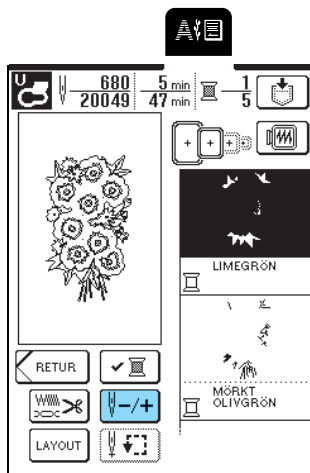 A
680 5 min 1
20049 47 min 5
LIMEGRÖN
RETUR
MÖRKT
OLIVGRÖN
-/+
LAYOUT